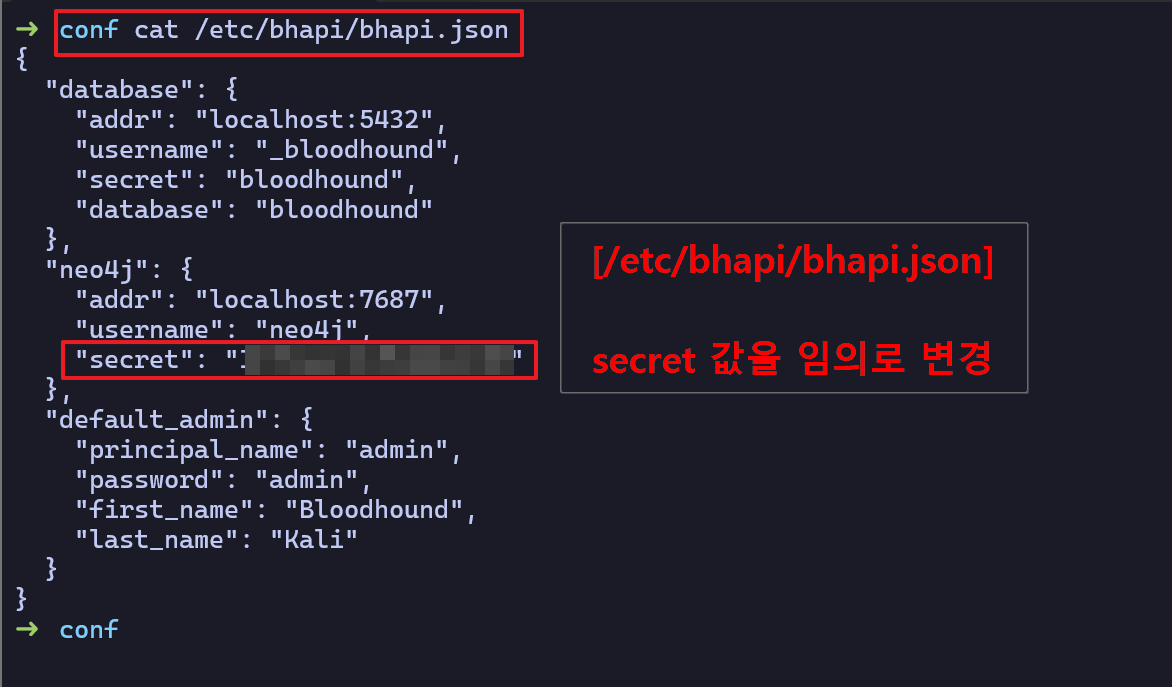 → conf cat /etc/bhapi/bhapi.json
{
  "database": {
    "addr": "localhost:5432",
    "username": "_bloodhound",
    "secret": "bloodhound",
    "database": "bloodhound"
  },
  "neo4j": {
    "addr": "localhost:7687",
    "username": "neo4j",
    "secret": "
  },
  "default_admin": {
    "principal_name": "admin",
    "password": "admin",
    "first_name": "Bloodhound",
    "last_name": "Kali"
  }
}
→ conf
[/etc/bhapi/bhapi.json]
secret 값을 임의로 변경